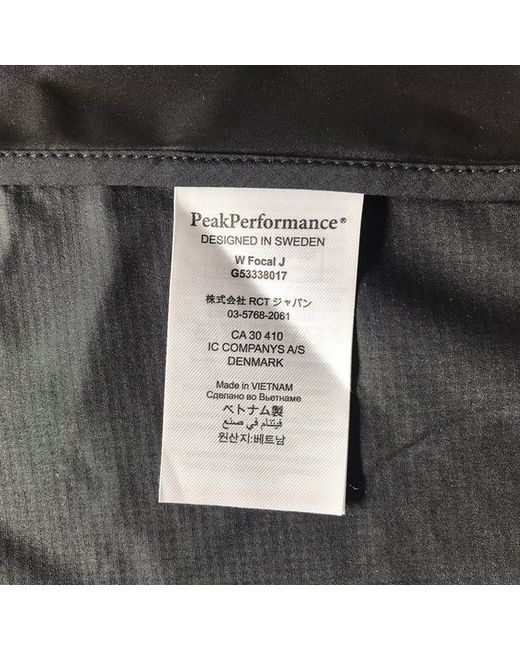 PeakPerformance®
DESIGNED IN SWEDEN
W Focal J
G53338017
株式会社 RCT ジャパン
03-5768-2061
CA 30 410
IC COMPANYS A/S
DENMARK
Made in VIETNAM
Сделано во Вьетнаме
ベトナム製
فيتنام في صنع
원산지:베트남